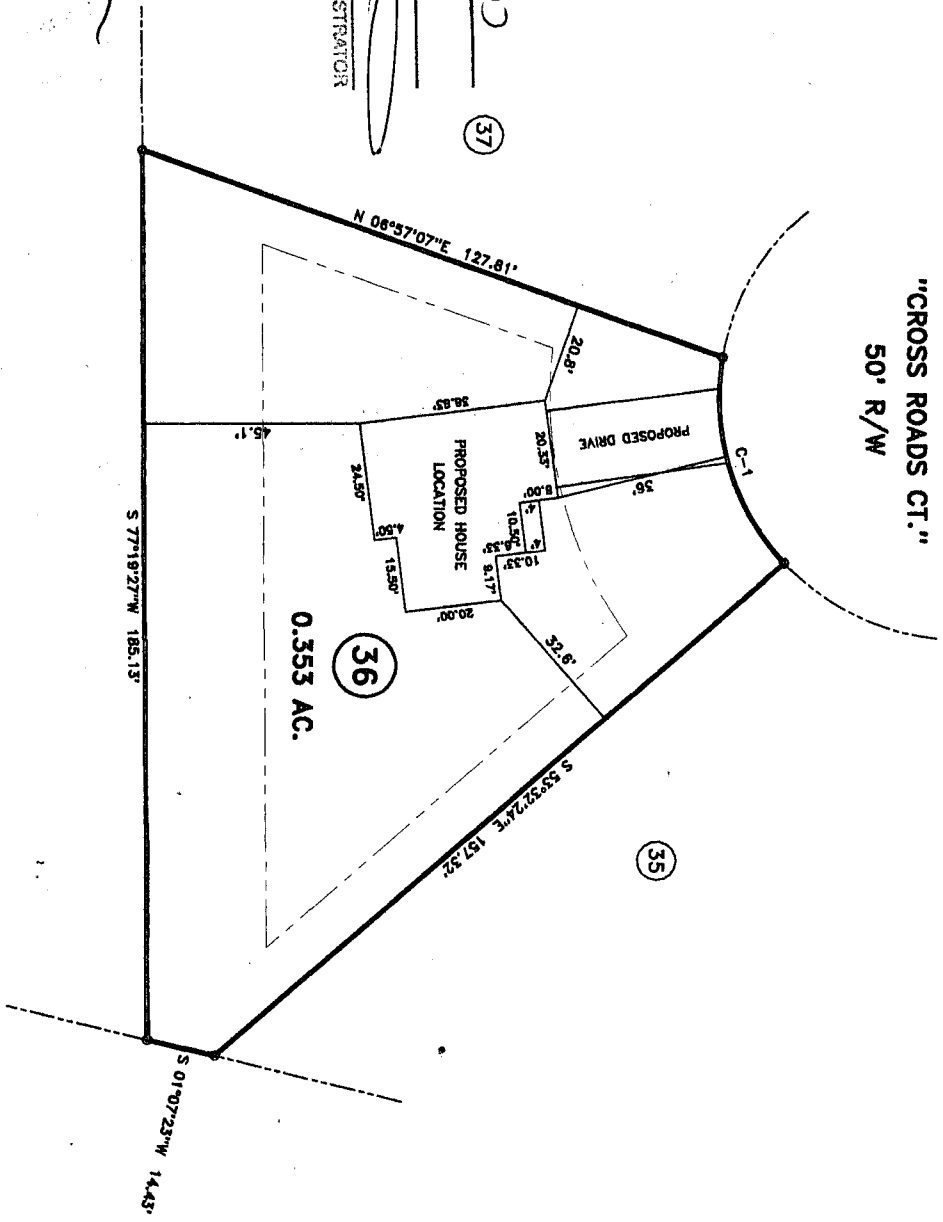 "CROSS ROADS CT."
50' R/W
37
STRATOR
N 06°57'07"E 127.81'
C-1
20.8'
PROPOSED DRIVE
36'
38.83'
20.33'
8.00'
4'
10.50'
4'
10.33'
9.17'
PROPOSED HOUSE
LOCATION
45.1'
24.50'
4.50'
15.50'
20.00'
32.6'
36
0.353 AC.
35
S 53°32'24"E 157.32'
S 77°19'27"W 185.13'
S 01°07'23"W 14.43'